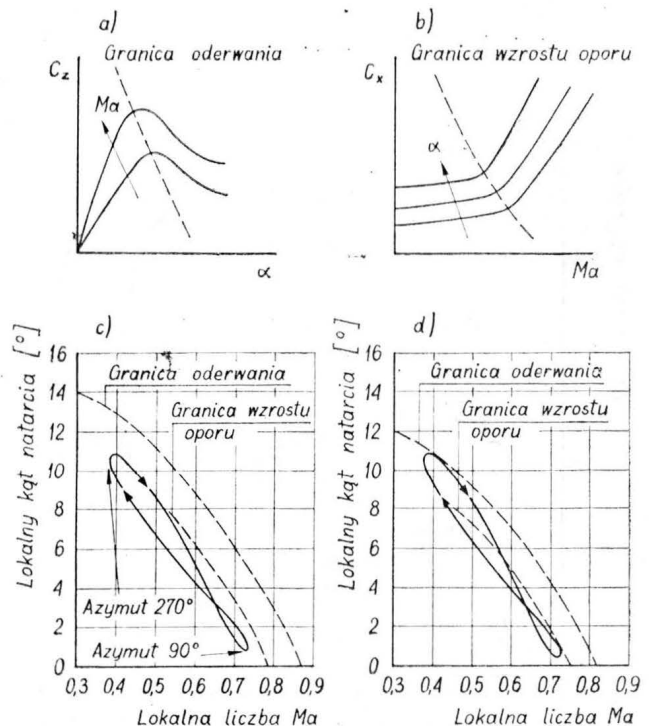 a)
Granica oderwania
C_z
Ma
α
b)
Granica wzrostu oporu
C_x
α
Ma
c)
Lokalny kąt natarcia [°]
16
14
12
10
8
6
4
2
0
Granica oderwania
Granica wzrostu
oporu
Azymut 270°
Azymut 90°
0,3 0,4 0,5 0,6 0,7 0,8 0,9
Lokalna liczba Ma
d)
Lokalny kąt natarcia [°]
16
14
12
10
8
6
4
2
0
Granica oderwania
Granica wzrostu
oporu
0,3 0,4 0,5 0,6 0,7 0,8 0,9
Lokalna liczba Ma